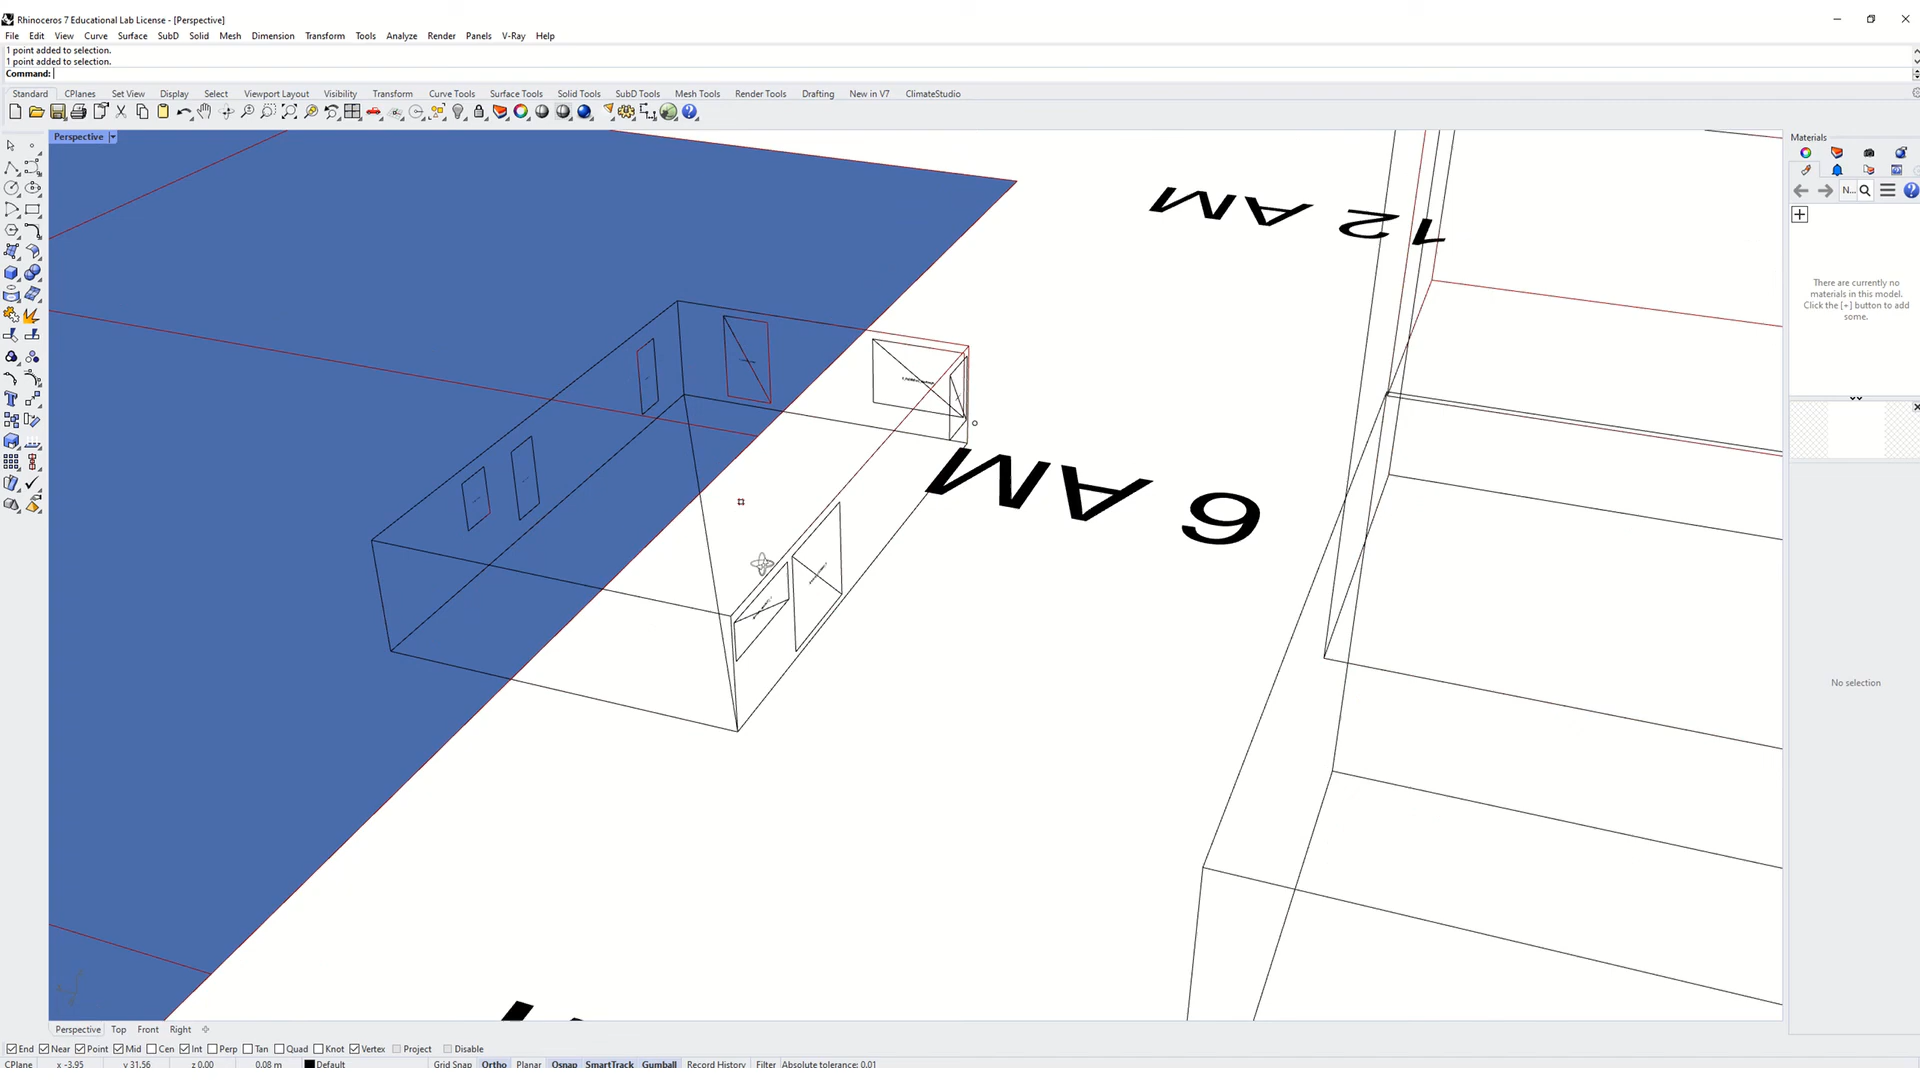 Rhinoceros 7 Educational Lab License - [Perspective]
File Edit View Curve Surface SubD Solid Mesh Dimension Transform Tools Analyze Render Panels V-Ray Help
1 point added to selection.
1 point added to selection.
Command:
Standard CPlanes Set View Display Select Viewport Layout Visibility Transform Curve Tools Surface Tools Solid Tools SubD Tools Mesh Tools Render Tools Drafting New in V7 ClimateStudio
Perspective
Materials
N...
12 AM
6 AM
There are currently no
materials in this model.
Click the [+] button to add
some.
No selection
Perspective Top Front Right
End Near Point Mid Cen Int Perp Tan Quad Knot Vertex Project Disable
CPlane x -3.95 y 31.56 z 0.00 0.08 m Default Grid Snap Ortho Planar Osnap SmartTrack Gumball Record History Filter Absolute tolerance: 0.01